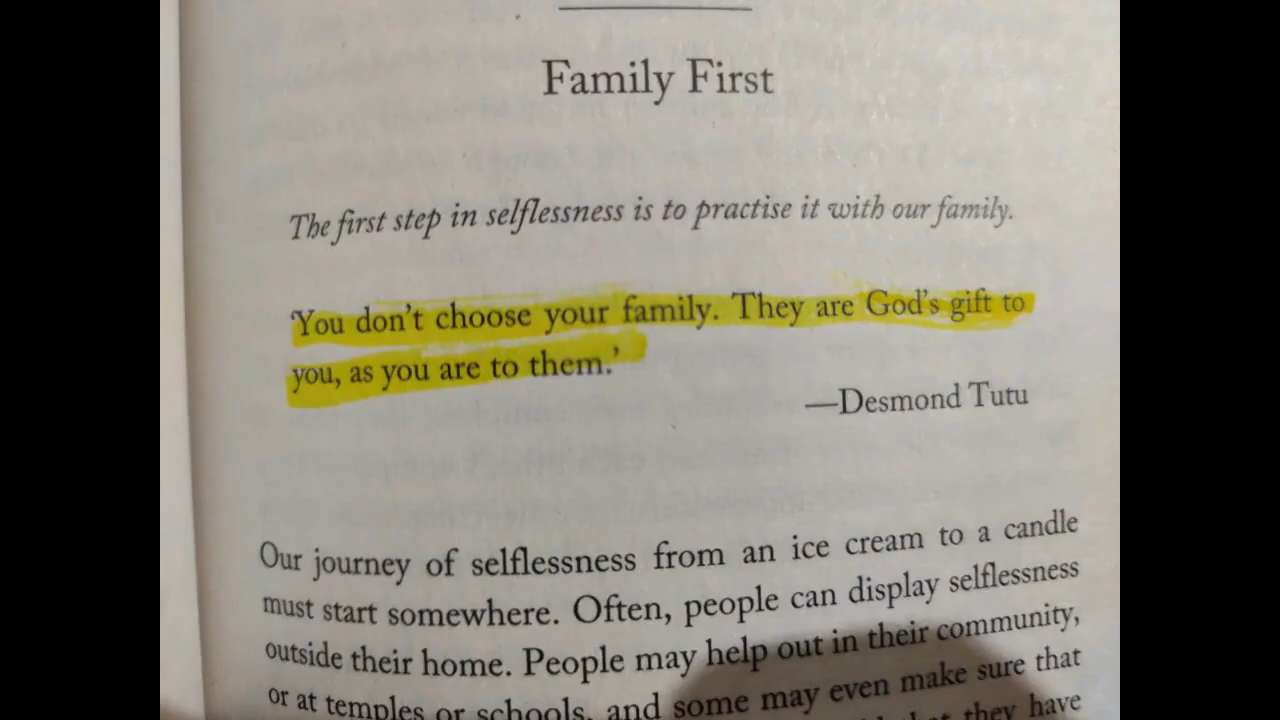 Family First
The first step in selflessness is to practise it with our family.
'You don't choose your family. They are God's gift to
you, as you are to them.'
—Desmond Tutu
Our journey of selflessness from an ice cream to a candle
must start somewhere. Often, people can display selflessness
outside their home. People may help out in their community,
or at temples or schools, and some may even make sure that
they have